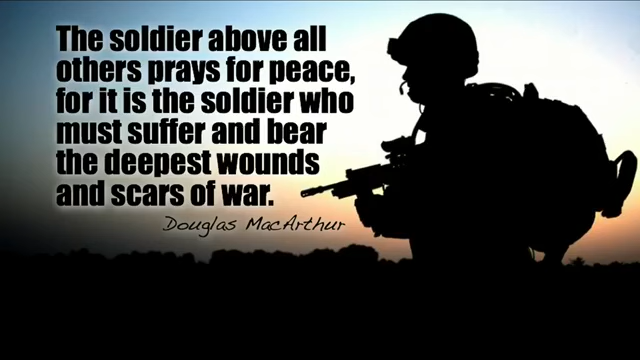 The soldier above all
others prays for peace,
for it is the soldier who
must suffer and bear
the deepest wounds
and scars of war.
Douglas MacArthur